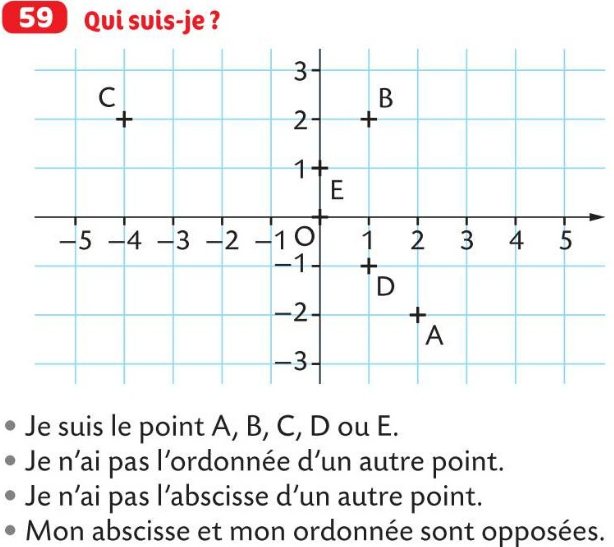 59 Qui suis-je ?
3
C
B
2
1
E
−5 −4 −3 −2 −1 O 1 2 3 4 5
−1
D
−2
A
−3
• Je suis le point A, B, C, D ou E.
• Je n’ai pas l’ordonnée d’un autre point.
• Je n’ai pas l’abscisse d’un autre point.
• Mon abscisse et mon ordonnée sont opposées.